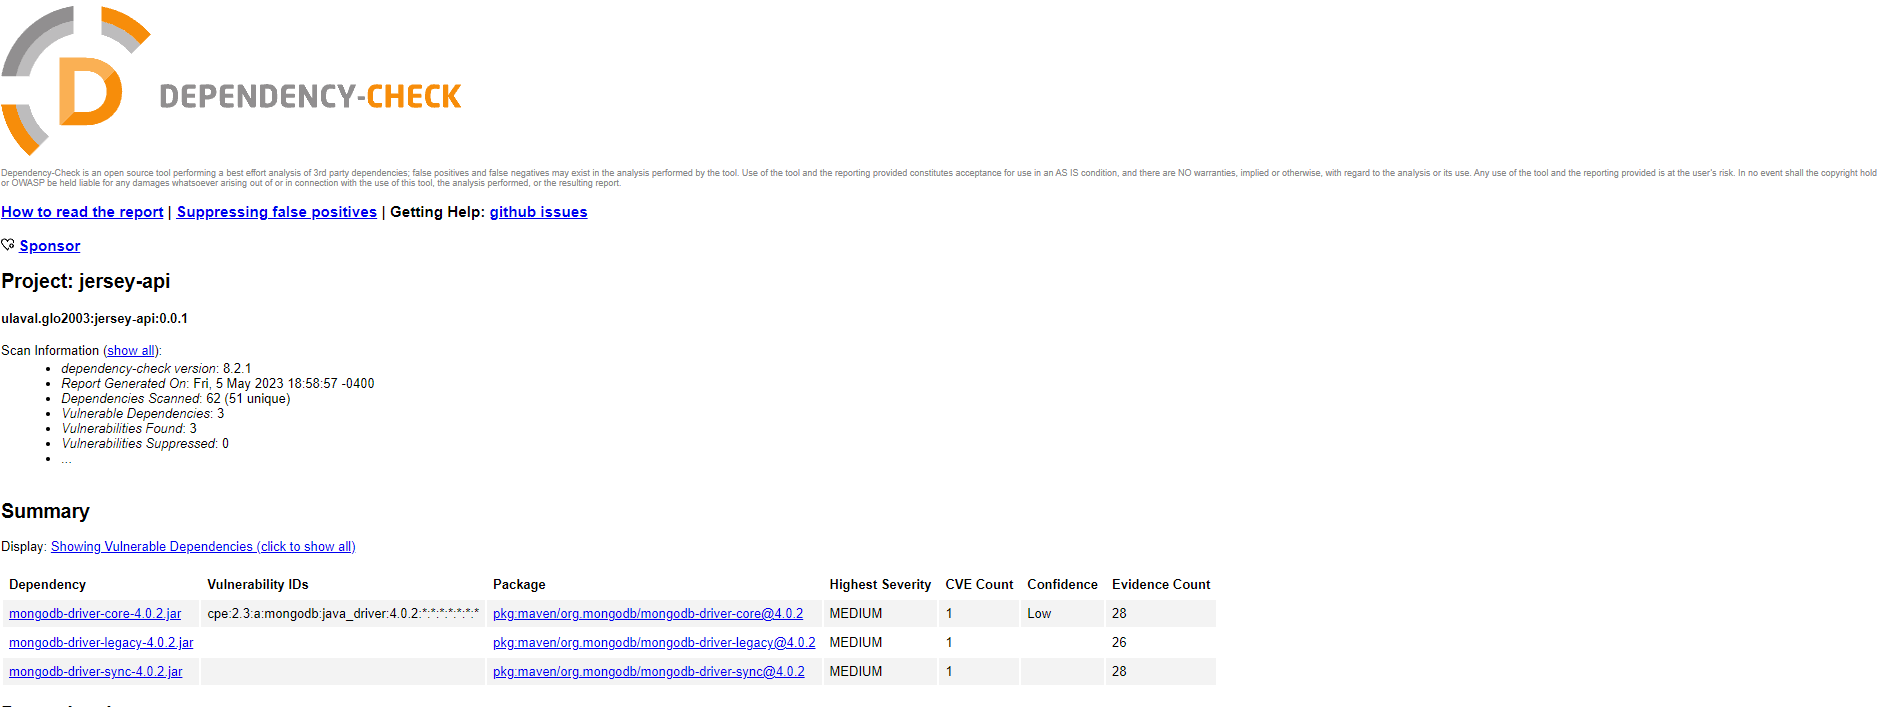 D DEPENDENCY-CHECK
Dependency-Check is an open source tool performing a best effort analysis of 3rd party dependencies; false positives and false negatives may exist in the analysis performed by the tool. Use of the tool and the reporting provided constitutes acceptance for use in an AS IS condition, and there are NO warranties, implied or otherwise, with regard to the analysis or its use. Any use of the tool and the reporting provided is at the user's risk. In no event shall the copyright hold
or OWASP be held liable for any damages whatsoever arising out of or in connection with the use of this tool, the analysis performed, or the resulting report.
How to read the report | Suppressing false positives | Getting Help: github issues
Sponsor
Project: jersey-api
ulaval.glo2003:jersey-api:0.0.1
Scan Information (show all):
• dependency-check version: 8.2.1
• Report Generated On: Fri, 5 May 2023 18:58:57 -0400
• Dependencies Scanned: 62 (51 unique)
• Vulnerable Dependencies: 3
• Vulnerabilities Found: 3
• Vulnerabilities Suppressed: 0
• ...
Summary
Display: Showing Vulnerable Dependencies (click to show all)
Dependency Vulnerability IDs Package Highest Severity CVE Count Confidence Evidence Count
mongodb-driver-core-4.0.2.jar cpe:2.3:a:mongodb:java_driver:4.0.2:*:*:*:*:*:*:* pkg:maven/org.mongodb/mongodb-driver-core@4.0.2 MEDIUM 1 Low 28
mongodb-driver-legacy-4.0.2.jar pkg:maven/org.mongodb/mongodb-driver-legacy@4.0.2 MEDIUM 1 26
mongodb-driver-sync-4.0.2.jar pkg:maven/org.mongodb/mongodb-driver-sync@4.0.2 MEDIUM 1 28